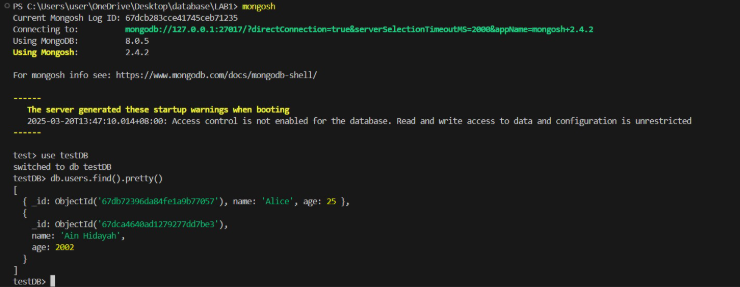 PS C:\Users\user\OneDrive\Desktop\database\LAB1> mongosh
Current Mongosh Log ID: 67dcb283cce41745ceb71235
Connecting to: mongodb://127.0.0.1:27017/?directConnection=true&serverSelectionTimeoutMS=2000&appName=mongosh+2.4.2
Using MongoDB: 8.0.5
Using Mongosh: 2.4.2
For mongosh info see: https://www.mongodb.com/docs/mongodb-shell/
------
The server generated these startup warnings when booting
2025-03-20T13:47:10.014+08:00: Access control is not enabled for the database. Read and write access to data and configuration is unrestricted
------
test> use testDB
switched to db testDB
testDB> db.users.find().pretty()
[
{ _id: ObjectId('67db72396da84fe1a9b77057'), name: 'Alice', age: 25 },
{
_id: ObjectId('67dca4640ad1279277dd7be3'),
name: 'Ain Hidayah',
age: 2002
}
]
testDB>